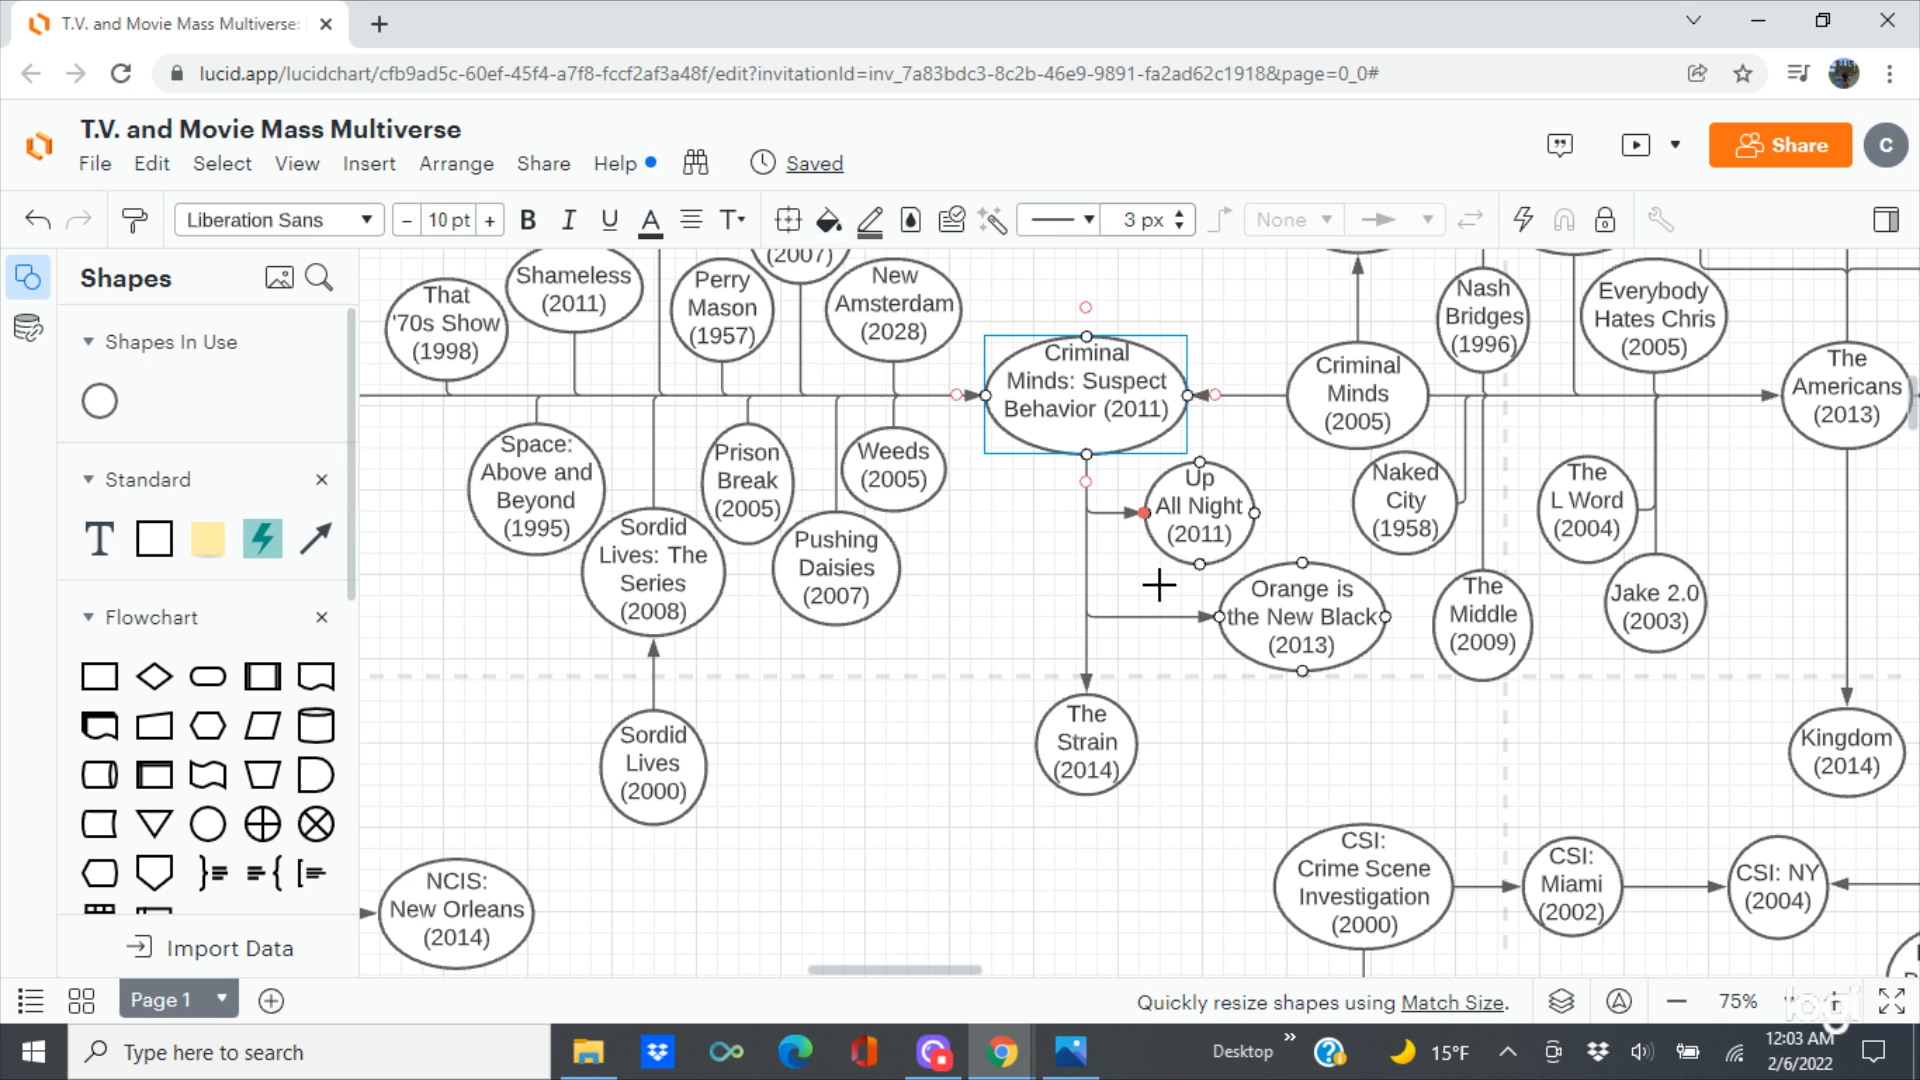 T.V. and Movie Mass Multiverse:
lucid.app/lucidchart/cfb9ad5c-60ef-45f4-a7f8-fccf2af3a48f/edit?invitationId=inv_7a83bdc3-8c2b-46e9-9891-fa2ad62c1918&page=0_0#
T.V. and Movie Mass Multiverse
File Edit Select View Insert Arrange Share Help
Saved
Share
C
Liberation Sans
− 10 pt +
B I U A T
3 px
None
Shapes
Shapes In Use
Standard
T
Flowchart
Import Data
That
'70s Show
(1998)
Shameless
(2011)
Perry
Mason
(1957)
(2007)
New
Amsterdam
(2028)
Criminal
Minds: Suspect
Behavior (2011)
Criminal
Minds
(2005)
Nash
Bridges
(1996)
Everybody
Hates Chris
(2005)
The
Americans
(2013)
Space:
Above and
Beyond
(1995)
Sordid
Lives: The
Series
(2008)
Prison
Break
(2005)
Pushing
Daisies
(2007)
Weeds
(2005)
Up
All Night
(2011)
Orange is
the New Black
(2013)
Naked
City
(1958)
The
Middle
(2009)
The
L Word
(2004)
Jake 2.0
(2003)
Sordid
Lives
(2000)
The
Strain
(2014)
Kingdom
(2014)
NCIS:
New Orleans
(2014)
CSI:
Crime Scene
Investigation
(2000)
CSI:
Miami
(2002)
CSI: NY
(2004)
Page 1
Quickly resize shapes using Match Size.
75%
logi
Type here to search
Desktop
15°F
12:03 AM
2/6/2022